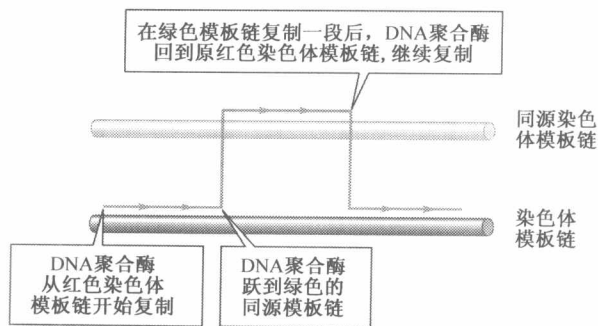 在绿色模板链复制一段后，DNA聚合酶
回到原红色染色体模板链,继续复制
同源染色
体模板链
染色体
模板链
DNA聚合酶
从红色染色体
模板链开始复制
DNA聚合酶
跃到绿色的
同源模板链